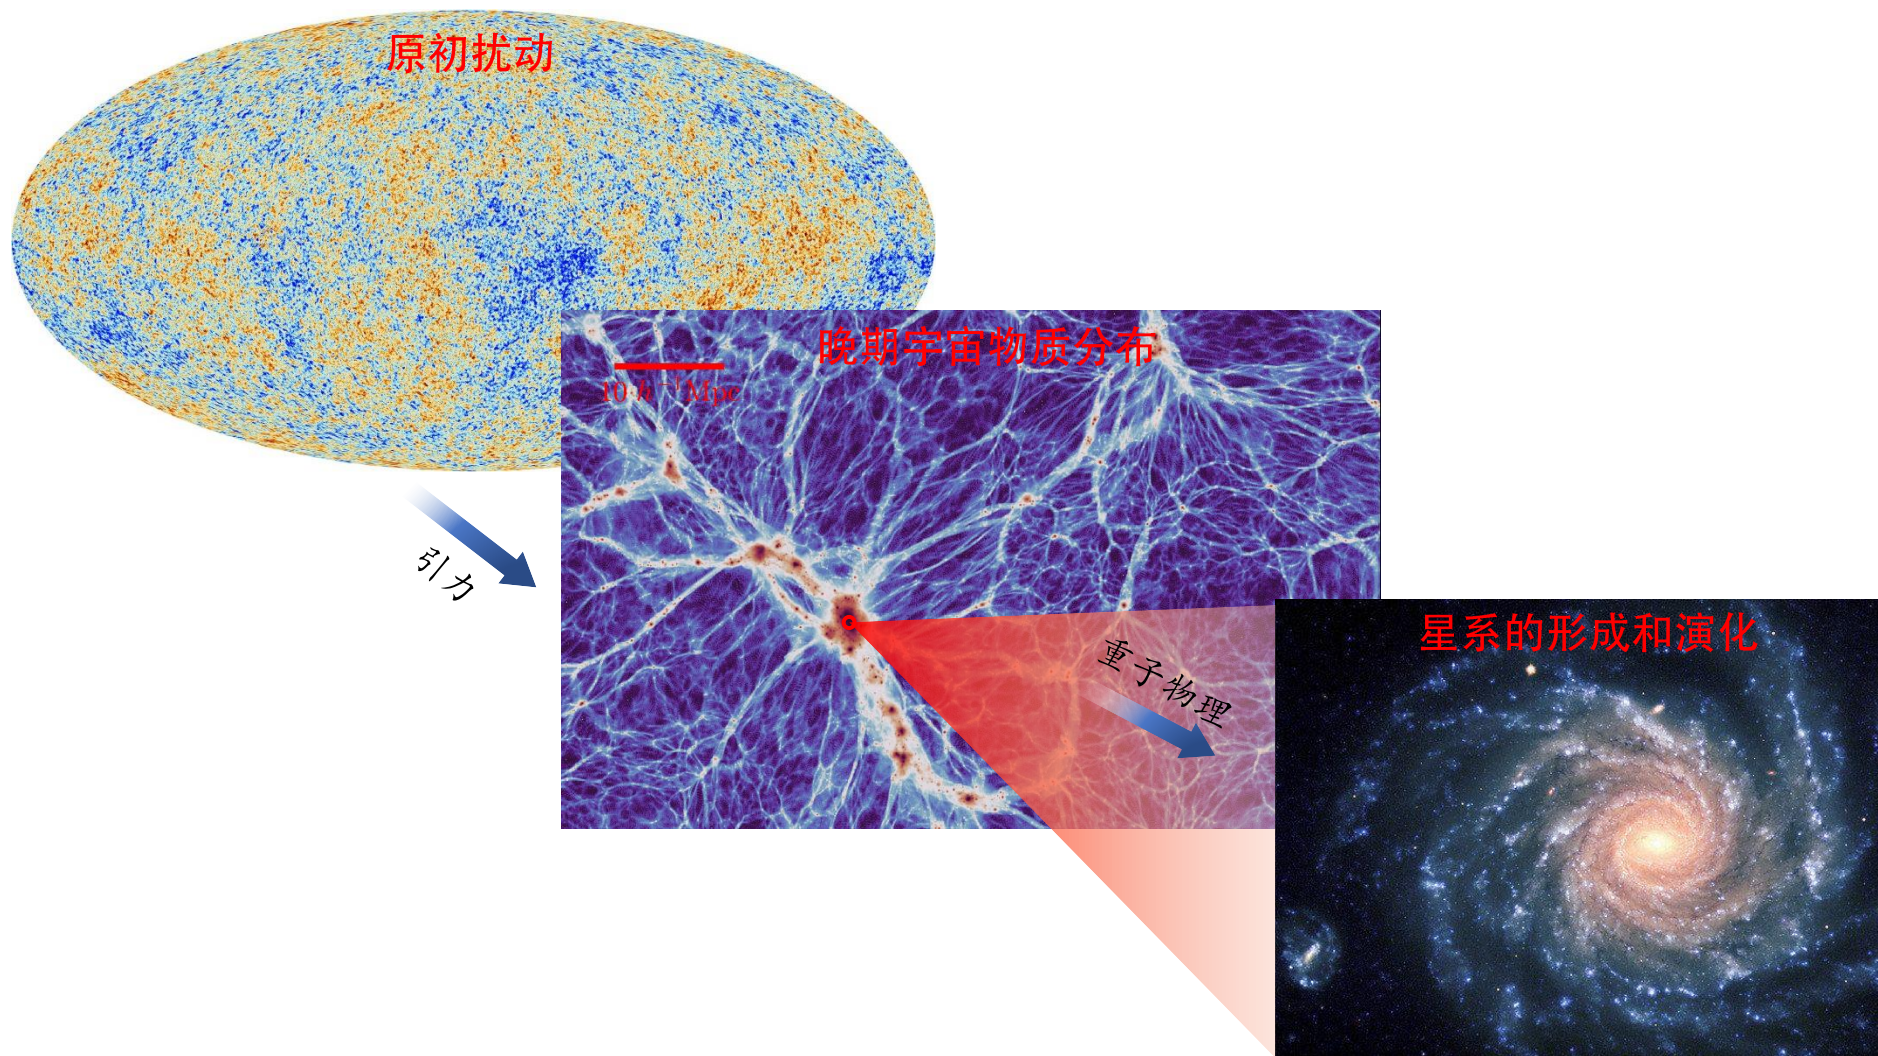 原初扰动
晚期宇宙物质分布
10 h⁻¹Mpc
引力
重子物理
星系的形成和演化